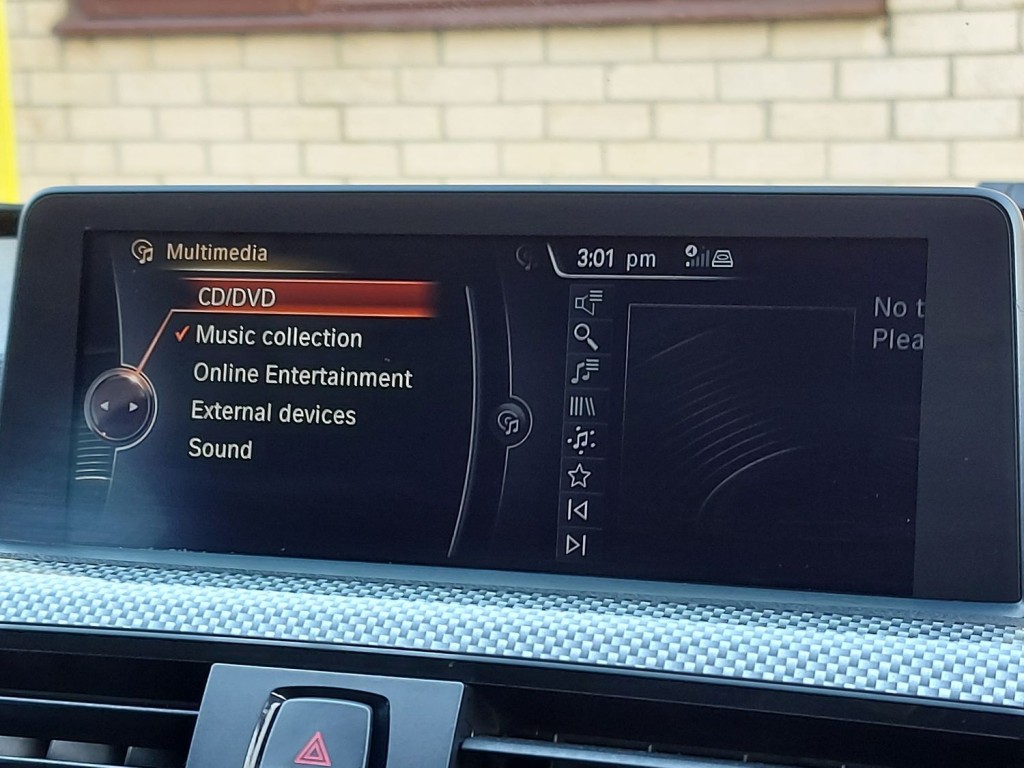 Multimedia
3:01 pm
CD/DVD
Music collection
Online Entertainment
External devices
Sound
No t
Plea